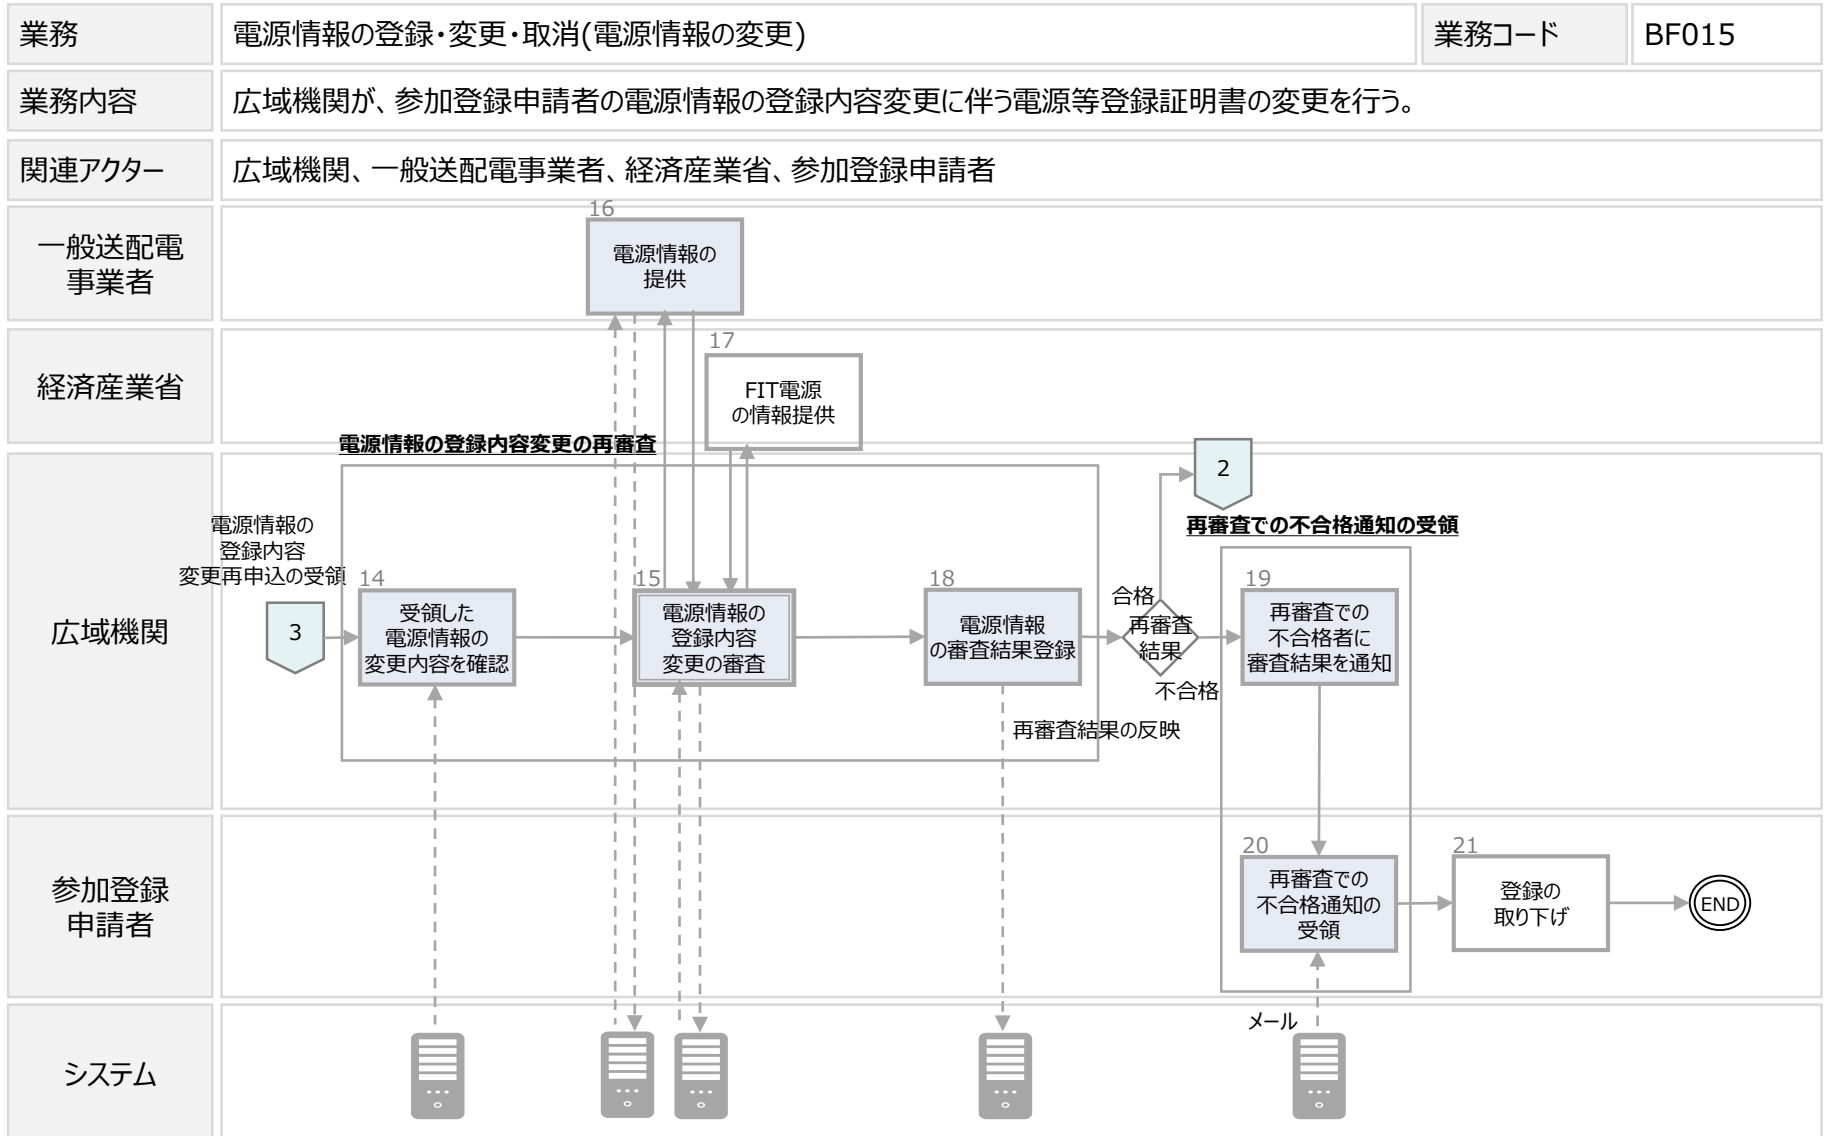 業務
電源情報の登録・変更・取消(電源情報の変更)
業務コード
BF015
業務内容
広域機関が、参加登録申請者の電源情報の登録内容変更に伴う電源等登録証明書の変更を行う。
関連アクター
広域機関、一般送配電事業者、経済産業省、参加登録申請者
一般送配電
事業者
16
電源情報の
提供
経済産業省
17
FIT電源
の情報提供
広域機関
電源情報の登録内容変更の再審査
電源情報の
登録内容
変更再申込の受領
3
14
受領した
電源情報の
変更内容を確認
15
電源情報の
登録内容
変更の審査
18
電源情報
の審査結果登録
再審査結果の反映
合格
再審査
結果
不合格
2
再審査での不合格通知の受領
19
再審査での
不合格者に
審査結果を通知
参加登録
申請者
20
再審査での
不合格通知の
受領
21
登録の
取り下げ
END
システム
メール